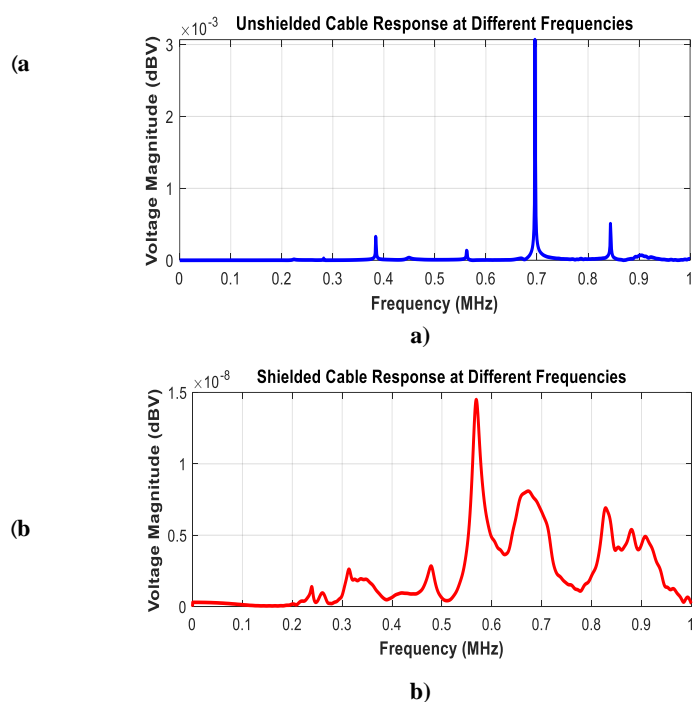 ×10⁻³
Unshielded Cable Response at Different Frequencies
(a
Voltage Magnitude (dBV)
3
2
1
0
0 0.1 0.2 0.3 0.4 0.5 0.6 0.7 0.8 0.9 1
Frequency (MHz)
a)
Shielded Cable Response at Different Frequencies
×10⁻⁸
(b
Voltage Magnitude (dBV)
1.5
1
0.5
0
0 0.1 0.2 0.3 0.4 0.5 0.6 0.7 0.8 0.9 1
Frequency (MHz)
b)